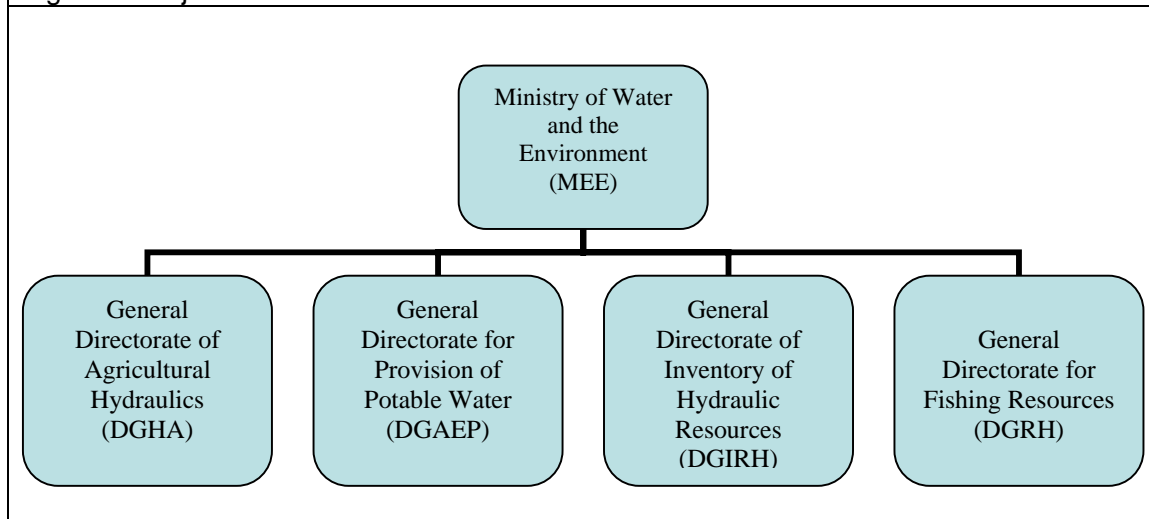 Ministry of Water
and the
Environment
(MEE)
General
Directorate of
Agricultural
Hydraulics
(DGHA)
General
Directorate for
Provision of
Potable Water
(DGAEP)
General
Directorate of
Inventory of
Hydraulic
Resources
(DGIRH)
General
Directorate for
Fishing Resources
(DGRH)